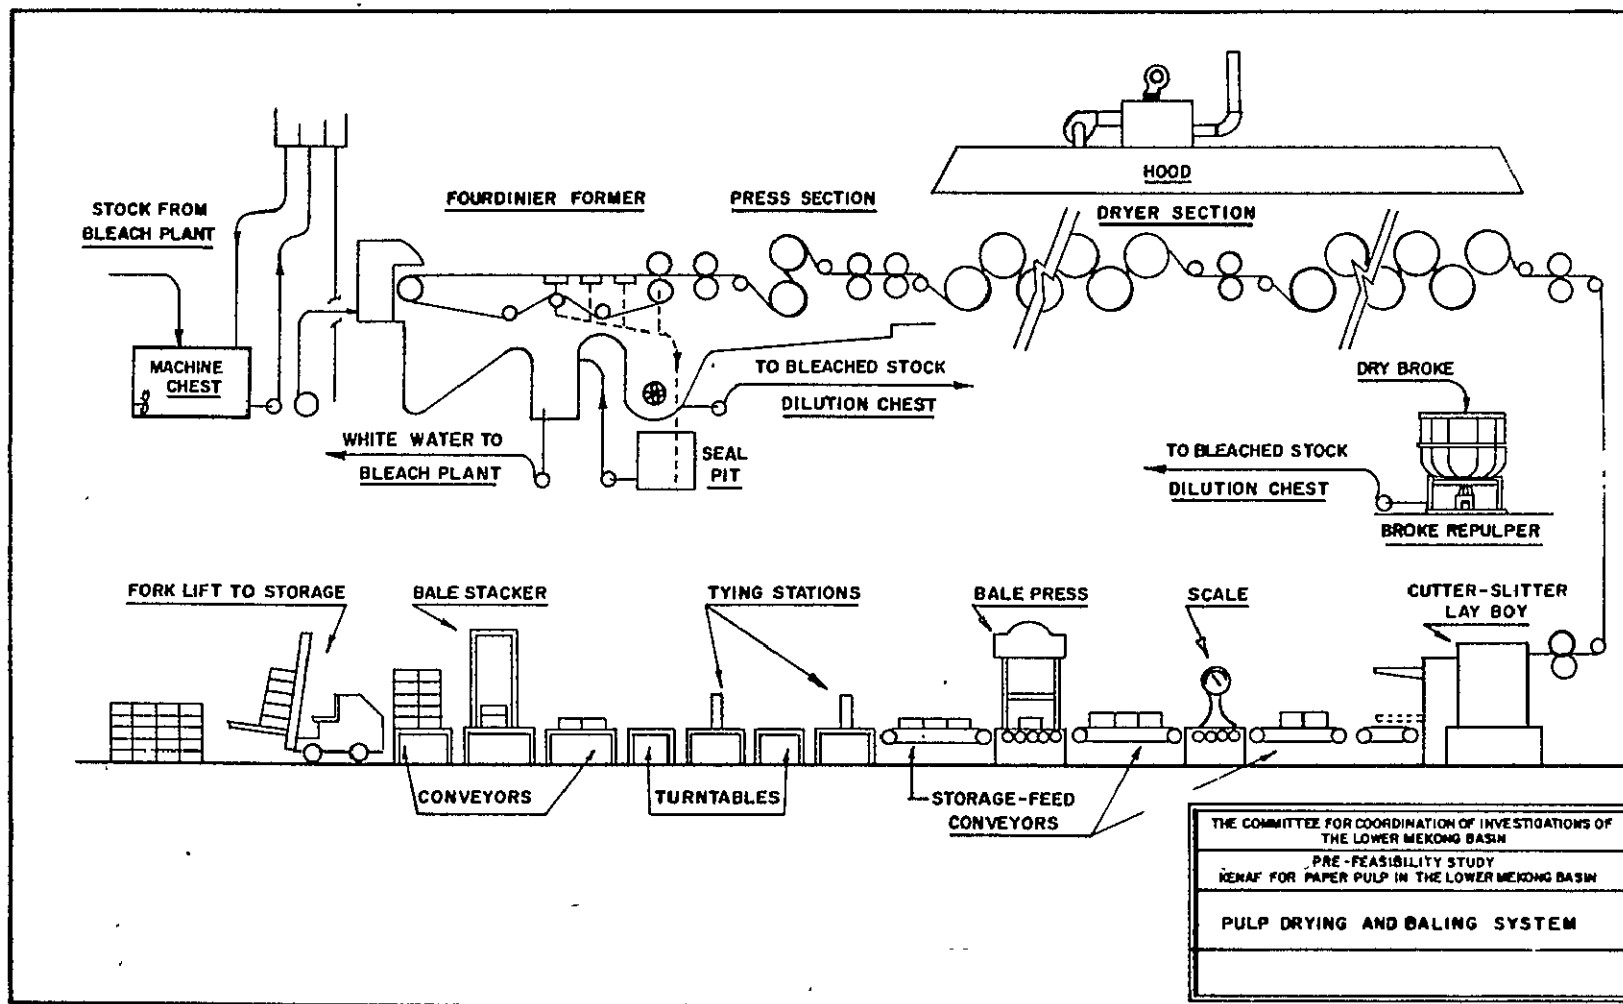 HOOD
FOURDINIER FORMER
PRESS SECTION
DRYER SECTION
STOCK FROM
BLEACH PLANT
MACHINE
CHEST
TO BLEACHED STOCK
DILUTION CHEST
DRY BROKE
WHITE WATER TO
BLEACH PLANT
SEAL
PIT
TO BLEACHED STOCK
DILUTION CHEST
BROKE REPULPER
FORK LIFT TO STORAGE
BALE STACKER
TYING STATIONS
BALE PRESS
SCALE
CUTTER-SLITTER
LAY BOY
CONVEYORS
TURNTABLES
STORAGE-FEED
CONVEYORS
THE COMMITTEE FOR COORDINATION OF INVESTIGATIONS OF
THE LOWER MEKONG BASIN
PRE-FEASIBILITY STUDY
KENAF FOR PAPER PULP IN THE LOWER MEKONG BASIN
PULP DRYING AND BALING SYSTEM